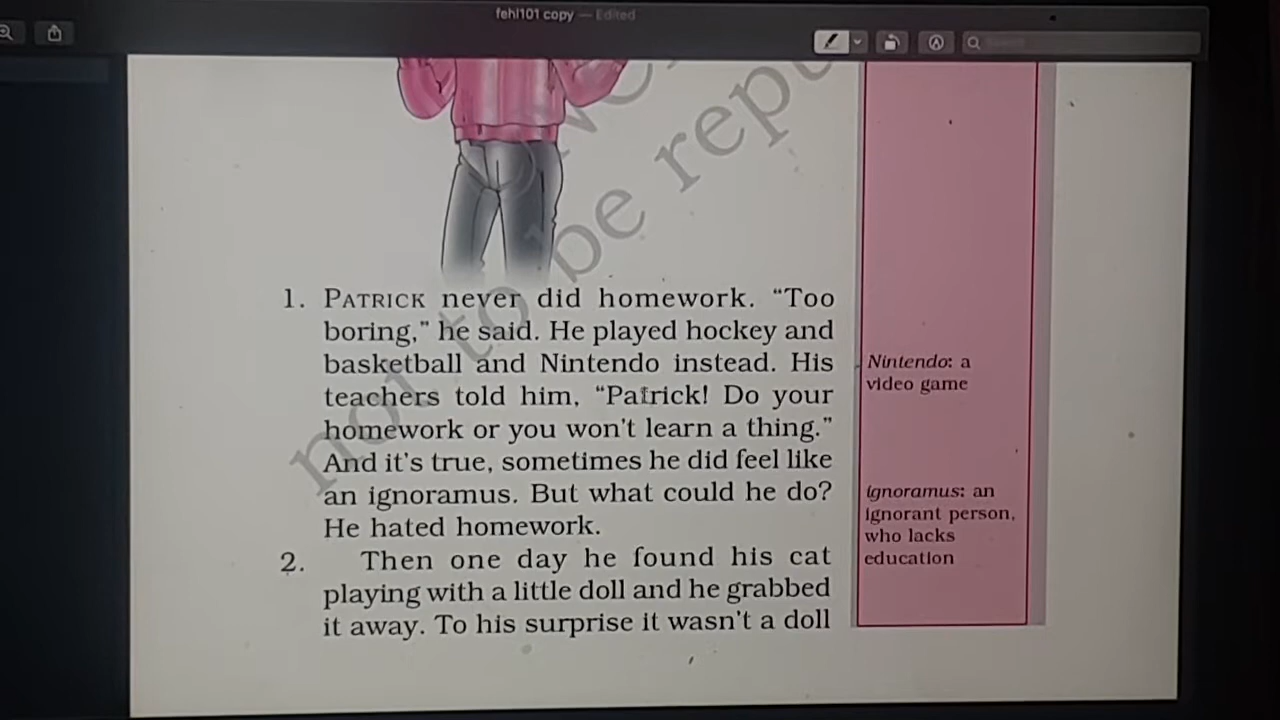 fehl101 copy — Edited
not to be repu
1. PATRICK never did homework. “Too
boring,” he said. He played hockey and
basketball and Nintendo instead. His
teachers told him, “Patrick! Do your
homework or you won't learn a thing.”
And it's true, sometimes he did feel like
an ignoramus. But what could he do?
He hated homework.
2. Then one day he found his cat
playing with a little doll and he grabbed
it away. To his surprise it wasn't a doll
Nintendo: a
video game
Ignoramus: an
ignorant person,
who lacks
education